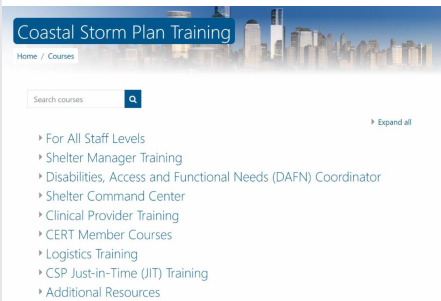 Coastal Storm Plan Training
Home / Courses
Search courses
Expand all
For All Staff Levels
Shelter Manager Training
Disabilities, Access and Functional Needs (DAFN) Coordinator
Shelter Command Center
Clinical Provider Training
CERT Member Courses
Logistics Training
CSP Just-in-Time (JIT) Training
Additional Resources